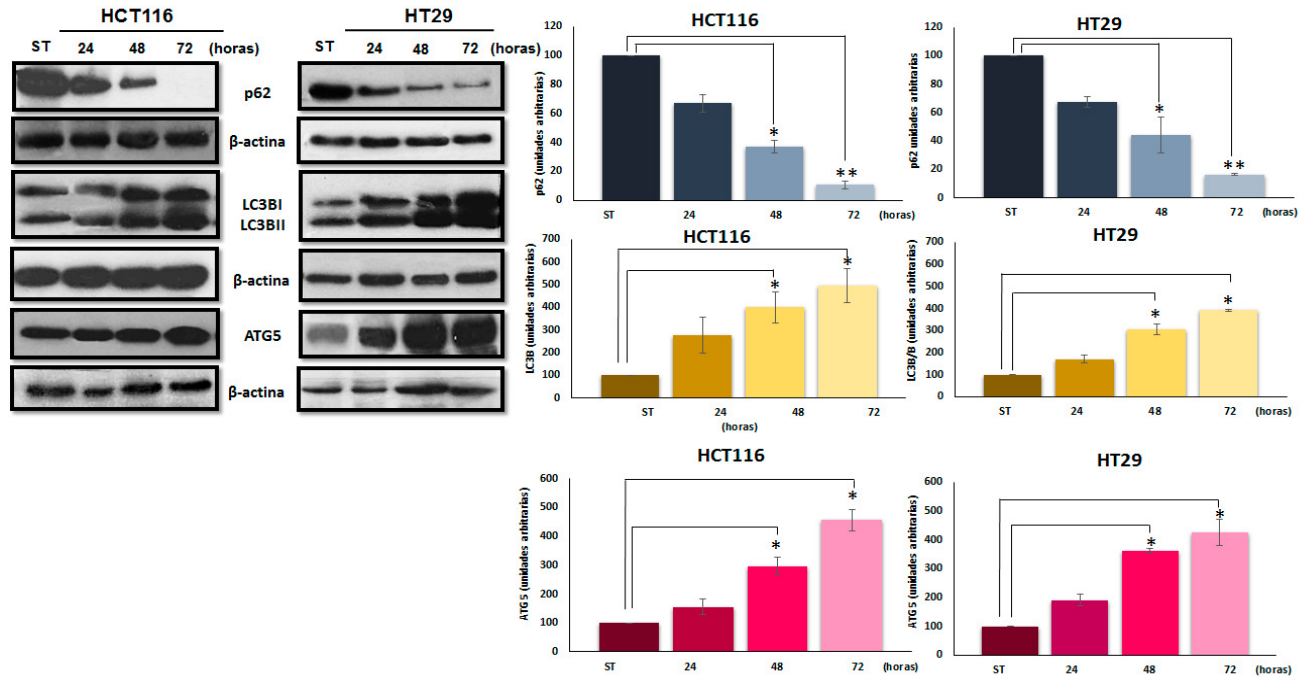 HCT116
ST 24 48 72 (horas)
p62
β-actina
LC3BI
LC3BII
β-actina
ATG5
β-actina
HT29
ST 24 48 72 (horas)
HCT116
p62 (unidades arbitrarias)
120
100
80
60
40
20
0
* **
ST 24 48 72 (horas)
HT29
p62 unidades arbitrarias)
120
100
80
60
40
20
0
* **
ST 24 48 72 (horas)
HCT116
LC3B (unidades arbitrarias)
700
600
500
400
300
200
100
0
* *
ST 24 48 72
(horas)
HT29
LC3B/B (unidades arbitrarias)
700
600
500
400
300
200
100
0
* *
ST 24 48 72 (horas)
HCT116
ATG5 (unidades arbitrarias)
600
500
400
300
200
100
0
* *
ST 24 48 72 (horas)
HT29
ATG5 (unidades arbitrarias)
600
500
400
300
200
100
0
* *
ST 24 48 72 (horas)